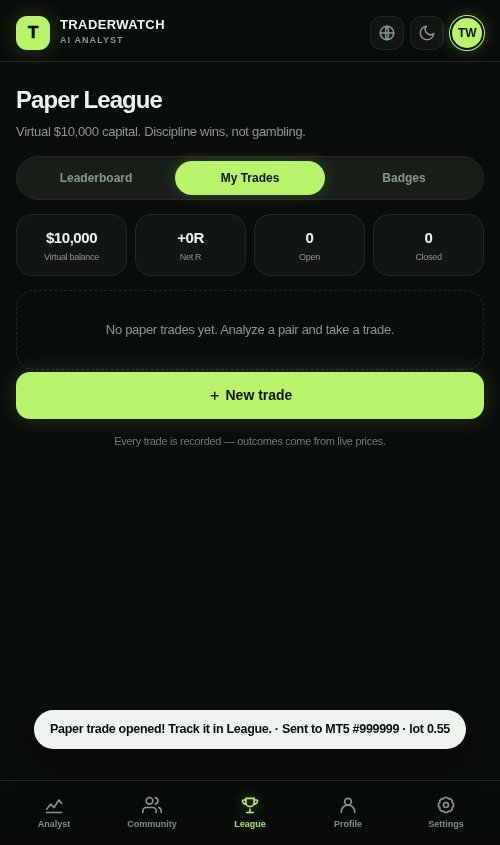 T
TRADERWATCH
AI ANALYST
TW
Paper League
Virtual $10,000 capital. Discipline wins, not gambling.
Leaderboard
My Trades
Badges
$10,000
Virtual balance
+0R
Net R
0
Open
0
Closed
No paper trades yet. Analyze a pair and take a trade.
+ New trade
Every trade is recorded — outcomes come from live prices.
Paper trade opened! Track it in League. · Sent to MT5 #999999 · lot 0.55
Analyst
Community
League
Profile
Settings